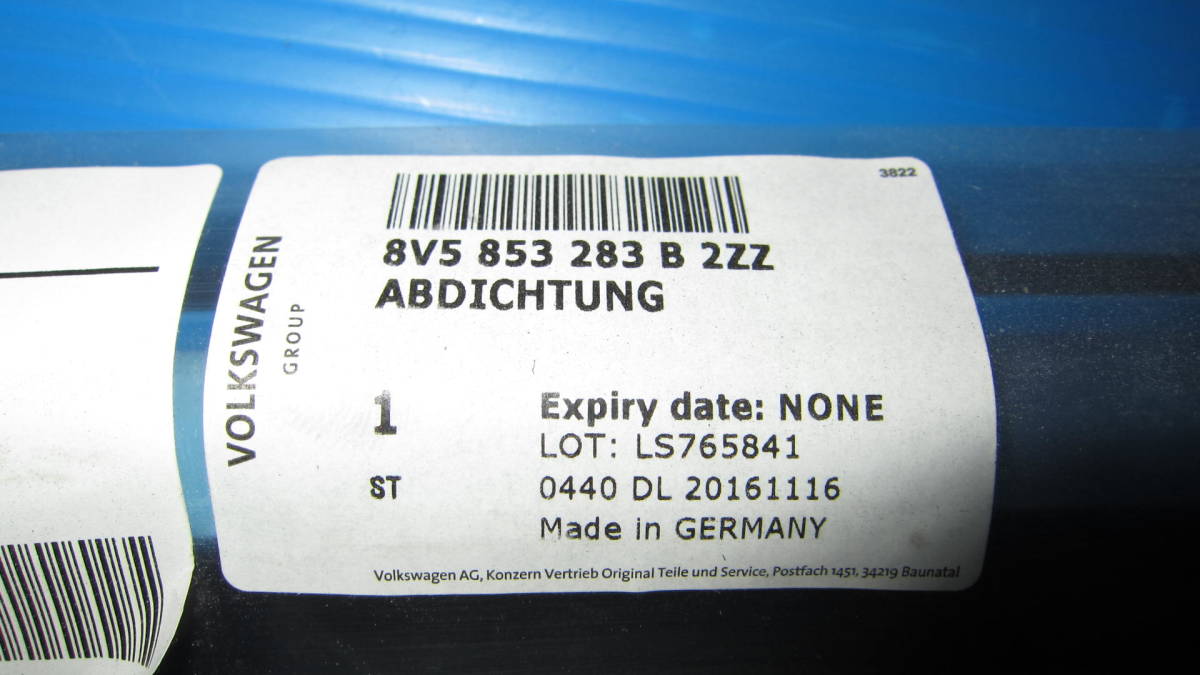 3822
8V5 853 283 B 2ZZ
ABDICHTUNG
VOLKSWAGEN
GROUP
1
Expiry date: NONE
LOT: LS765841
ST
0440 DL 20161116
Made in GERMANY
Volkswagen AG, Konzern Vertrieb Original Teile und Service, Postfach 1451, 34219 Baunatal